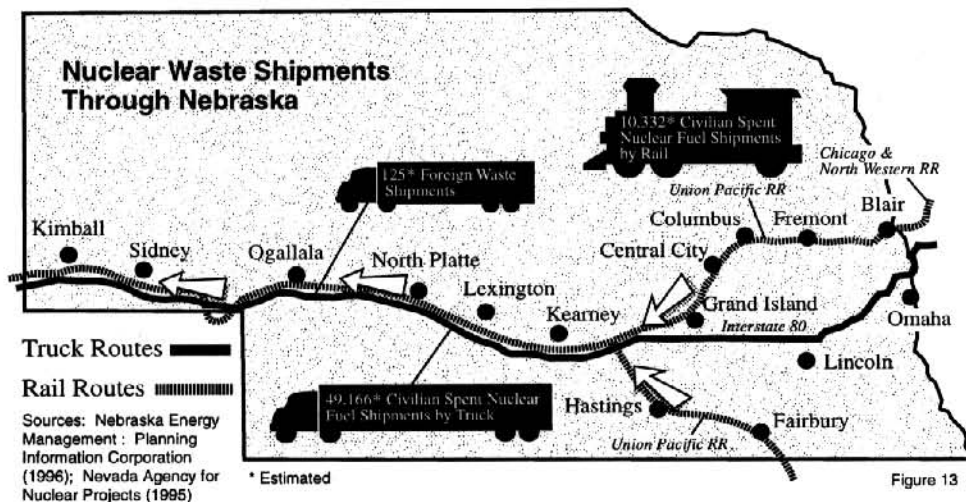 Nuclear Waste Shipments
Through Nebraska
10.332* Civilian Spent
Nuclear Fuel Shipments
by Rail
Chicago &
North Western RR
125* Foreign Waste
Shipments
Union Pacific RR
Blair
Columbus
Fremont
Kimball
Sidney
Ogallala
Central City
North Platte
Lexington
Grand Island
Kearney
Interstate 80
Omaha
Truck Routes
Lincoln
Rail Routes
49.166* Civilian Spent Nuclear
Fuel Shipments by Truck
Hastings
Fairbury
Union Pacific RR
Sources: Nebraska Energy
Management : Planning
Information Corporation
(1996); Nevada Agency for
Nuclear Projects (1995)
* Estimated
Figure 13